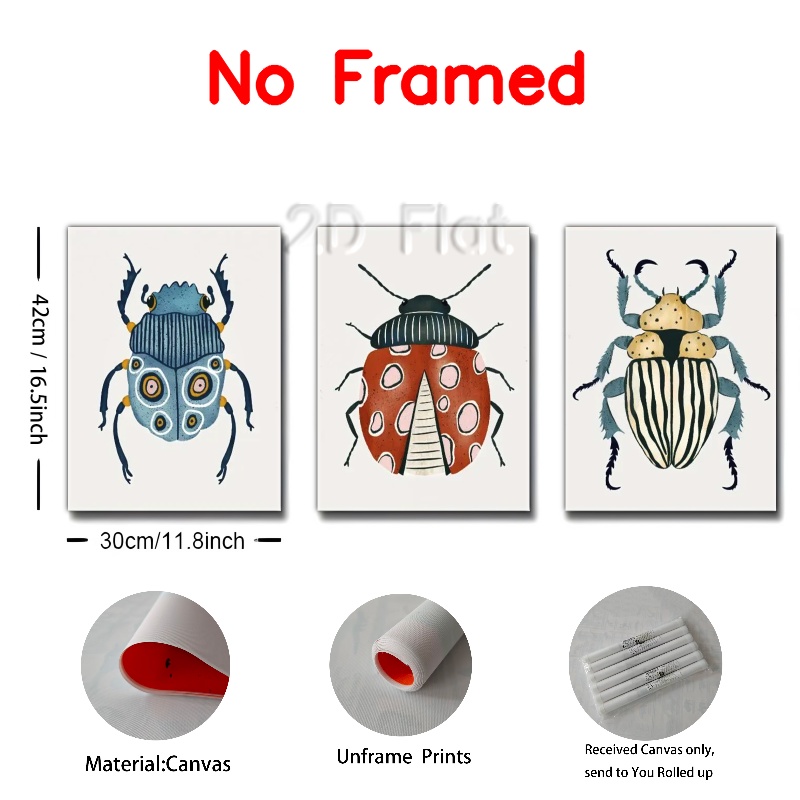 No Framed
2.D Flat.
42cm / 16.5inch
30cm/11.8inch
Material:Canvas
Unframe Prints
Received Canvas only,
send to You Rolled up